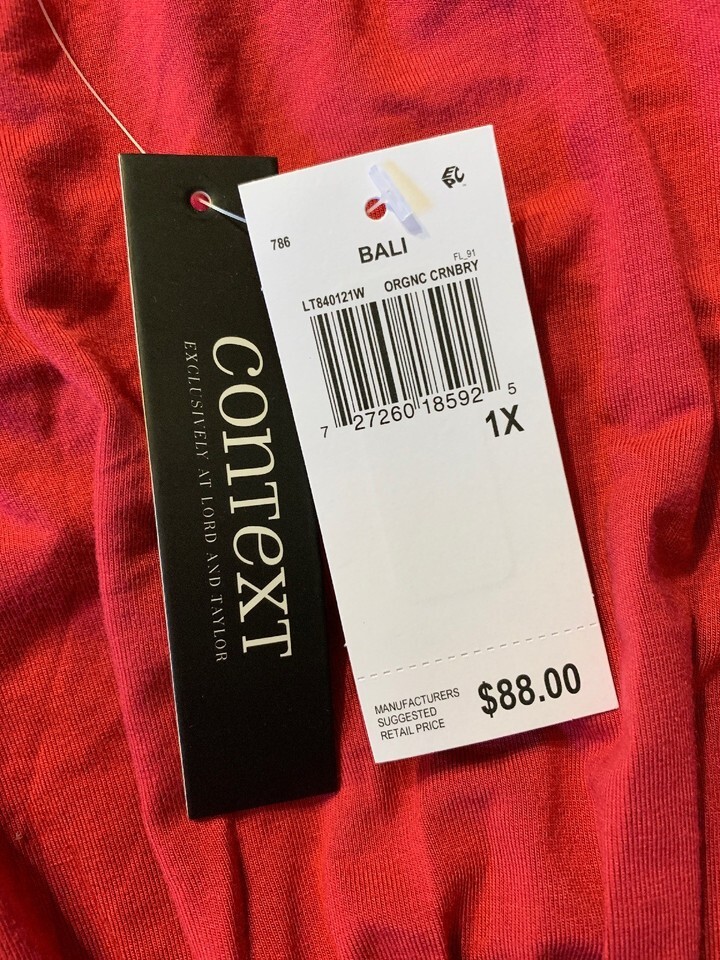 conTexT
EXCLUSIVELY AT LORD AND TAYLOR
EPC
786
BALI
FL_91
LT840121W ORGNC CRNBRY
7 27260 18592 5
1X
MANUFACTURERS
SUGGESTED
RETAIL PRICE
$88.00